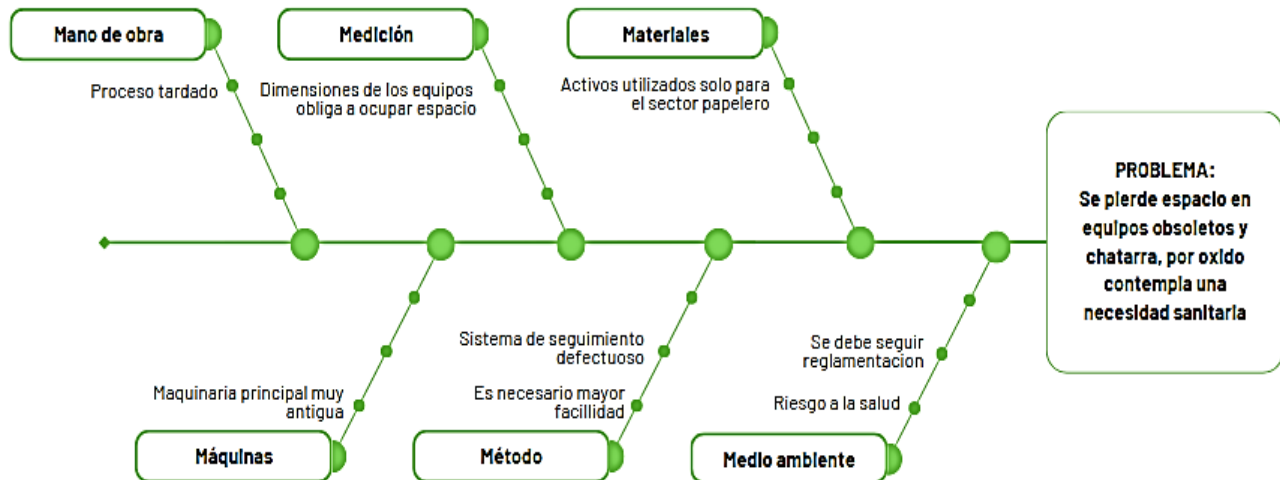 Mano de obra
Medición
Materiales
Proceso tardado
Dimensiones de los equipos
obliga a ocupar espacio
Activos utilizados solo para
el sector papelero
PROBLEMA:
Se pierde espacio en
equipos obsoletos y
chatarra, por oxido
contempla una
necesidad sanitaria
Maquinaria principal muy
antigua
Sistema de seguimiento
defectuoso
Es necesario mayor
facillidad
Se debe seguir
reglamentacion
Riesgo a la salud
Máquinas
Método
Medio ambiente